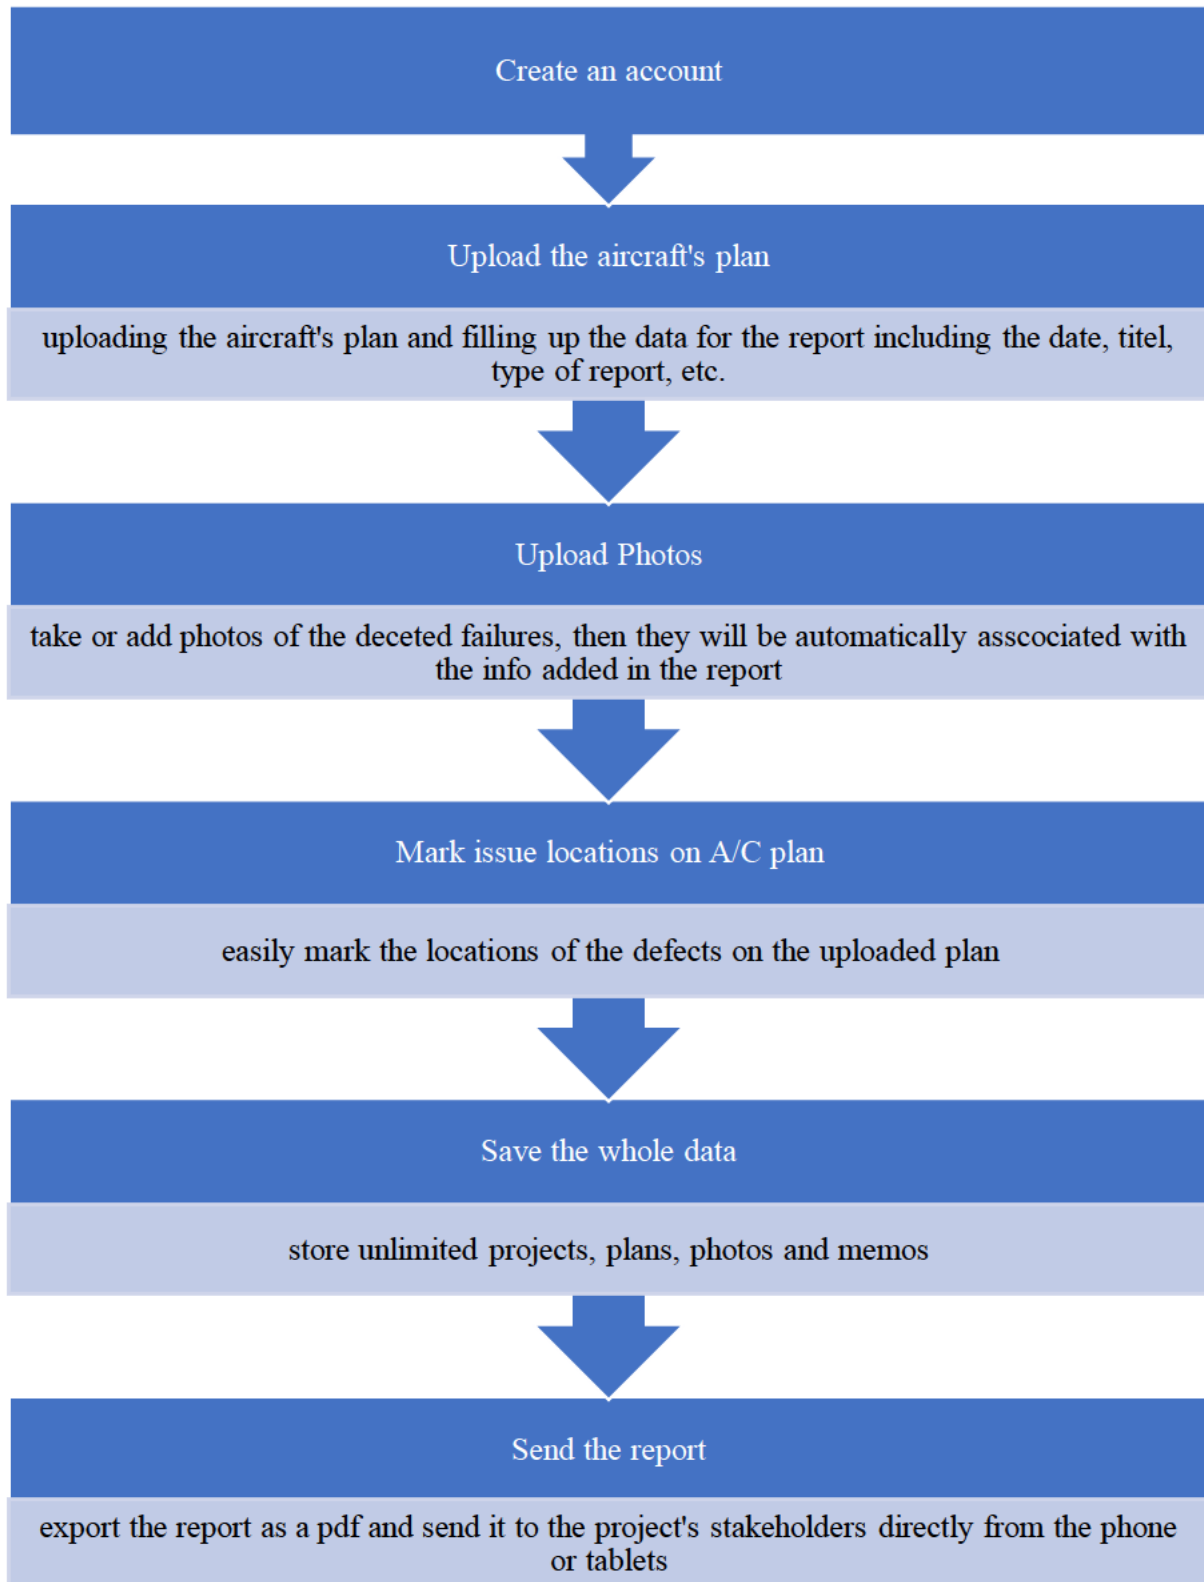 Create an account
Upload the aircraft's plan
uploading the aircraft's plan and filling up the data for the report including the date, titel,
type of report, etc.
Upload Photos
take or add photos of the deceted failures, then they will be automatically asscociated with
the info added in the report
Mark issue locations on A/C plan
easily mark the locations of the defects on the uploaded plan
Save the whole data
store unlimited projects, plans, photos and memos
Send the report
export the report as a pdf and send it to the project's stakeholders directly from the phone
or tablets